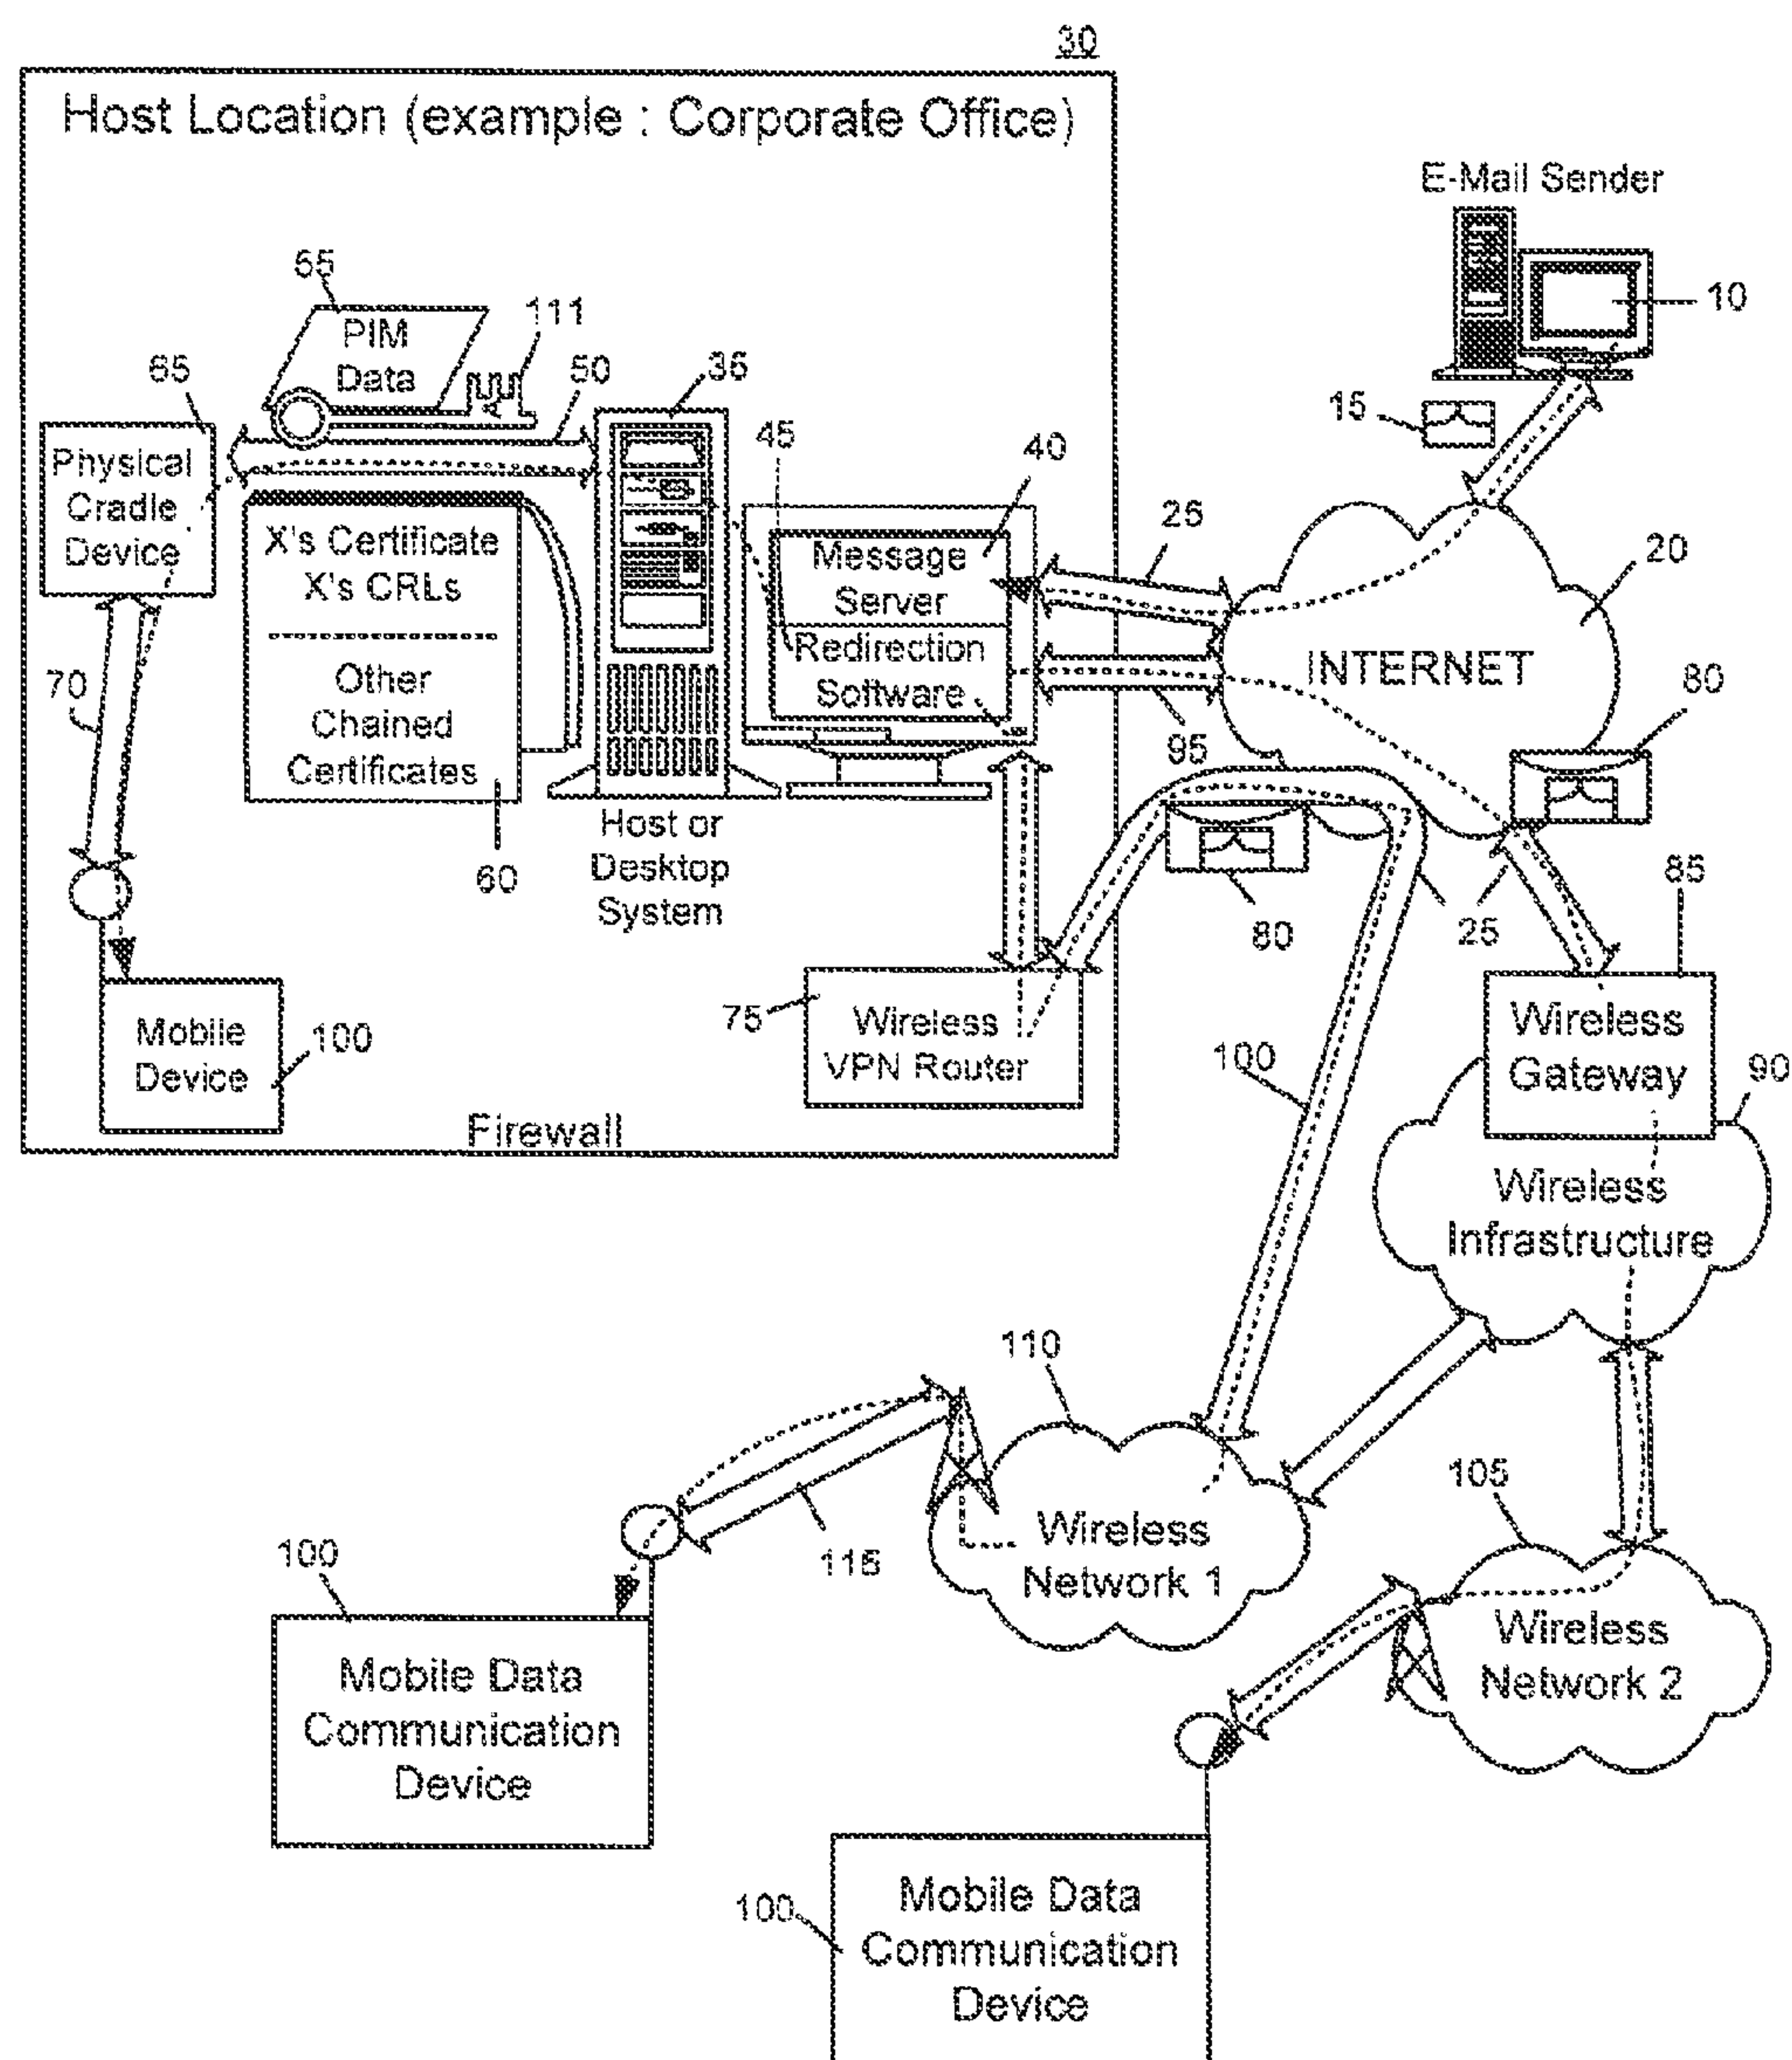 30
Host Location (example : Corporate Office)
E-Mail Sender
10
15
55
PIM
Data
111
65
50
35
Physical
Cradle
Device
X's Certificate
X's CRLs
Other
Chained
Certificates
60
45
40
Message
Server
Redirection
Software
25
95
20
INTERNET
80
70
Host or
Desktop
System
80
25
85
Mobile
Device
100
75
Wireless
VPN Router
Firewall
100
Wireless
Gateway
90
Wireless
Infrastructure
110
105
115
Wireless
Network 1
Wireless
Network 2
100
Mobile Data
Communication
Device
100
Mobile Data
Communication
Device